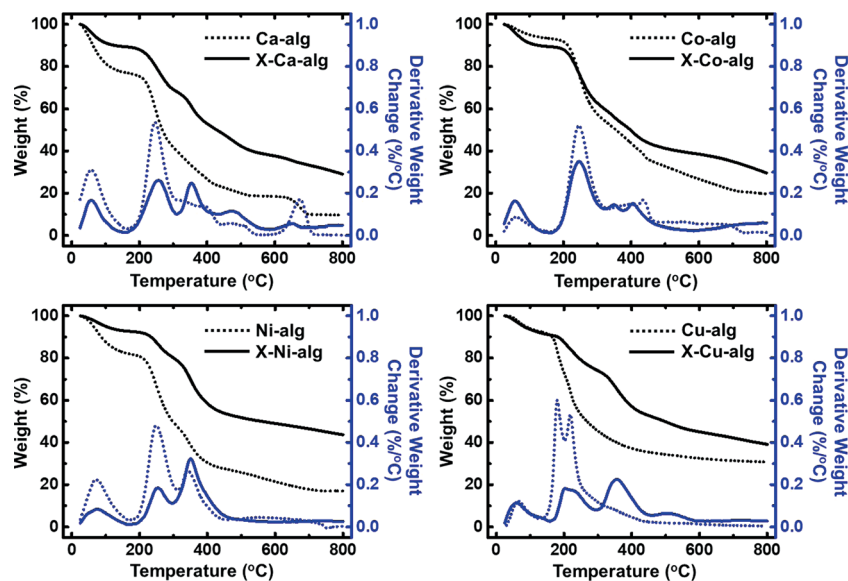 100
80
60
40
20
0
Weight (%)
Ca-alg
X-Ca-alg
1.0
0.8
0.6
0.4
0.2
0.0
Derivative Weight
Change (%/°C)
0 200 400 600 800
Temperature (°C)
100
80
60
40
20
0
Weight (%)
Co-alg
X-Co-alg
1.0
0.8
0.6
0.4
0.2
0.0
Derivative Weight
Change (%/°C)
0 200 400 600 800
Temperature (°C)
100
80
60
40
20
0
Weight (%)
Ni-alg
X-Ni-alg
1.0
0.8
0.6
0.4
0.2
0.0
Derivative Weight
Change (%/°C)
0 200 400 600 800
Temperature (°C)
100
80
60
40
20
0
Weight (%)
Cu-alg
X-Cu-alg
1.0
0.8
0.6
0.4
0.2
0.0
Derivative Weight
Change (%/°C)
0 200 400 600 800
Temperature (°C)